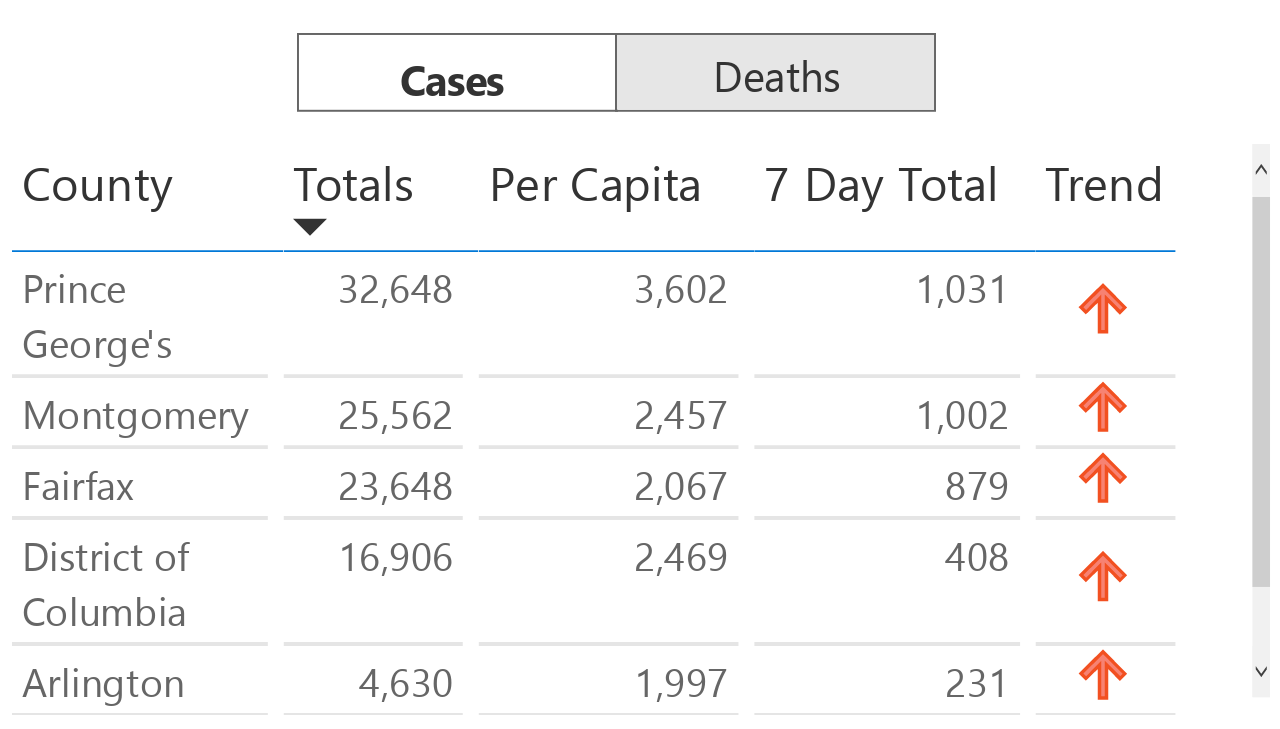 Cases Deaths
County Totals Per Capita 7 Day Total Trend
Prince 32,648 3,602 1,031
George's
Montgomery 25,562 2,457 1,002
Fairfax 23,648 2,067 879
District of 16,906 2,469 408
Columbia
Arlington 4,630 1,997 231